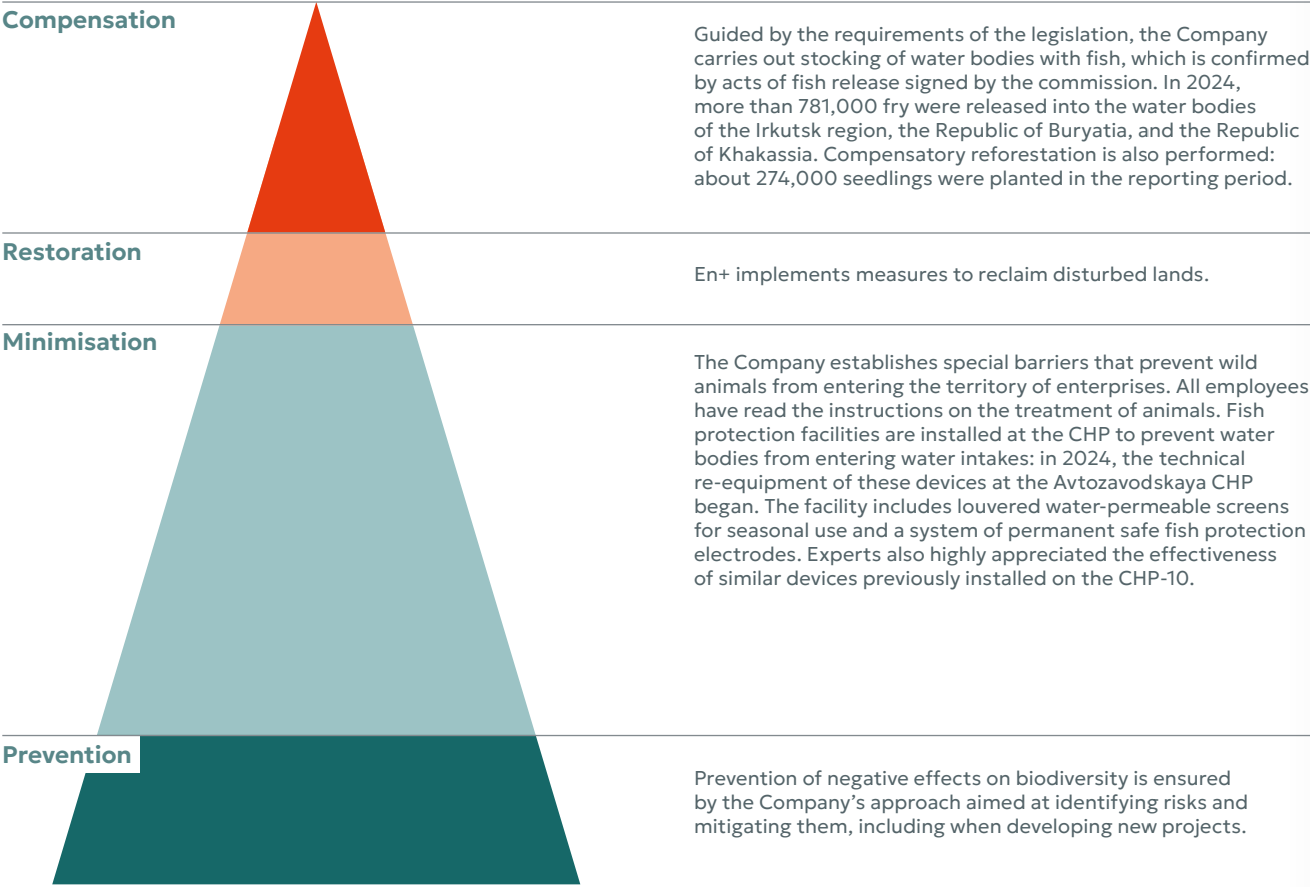 Compensation
Guided by the requirements of the legislation, the Company
carries out stocking of water bodies with fish, which is confirmed
by acts of fish release signed by the commission. In 2024,
more than 781,000 fry were released into the water bodies
of the Irkutsk region, the Republic of Buryatia, and the Republic
of Khakassia. Compensatory reforestation is also performed:
about 274,000 seedlings were planted in the reporting period.
Restoration
En+ implements measures to reclaim disturbed lands.
Minimisation
The Company establishes special barriers that prevent wild
animals from entering the territory of enterprises. All employees
have read the instructions on the treatment of animals. Fish
protection facilities are installed at the CHP to prevent water
bodies from entering water intakes: in 2024, the technical
re-equipment of these devices at the Avtozavodskaya CHP
began. The facility includes louvered water-permeable screens
for seasonal use and a system of permanent safe fish protection
electrodes. Experts also highly appreciated the effectiveness
of similar devices previously installed on the CHP-10.
Prevention
Prevention of negative effects on biodiversity is ensured
by the Company’s approach aimed at identifying risks and
mitigating them, including when developing new projects.